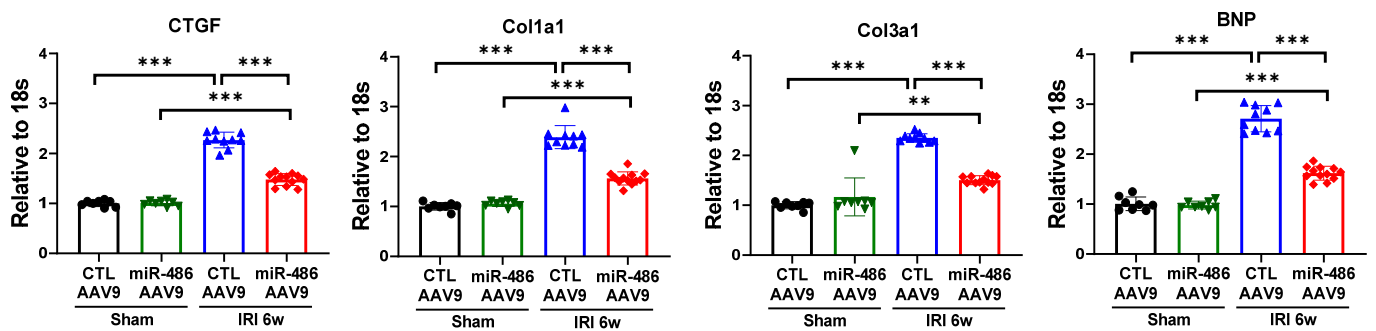 CTGF
Relative to 18s
4
3
2
1
0
***
***
***
CTL AAV9
miR-486 AAV9
CTL AAV9
miR-486 AAV9
Sham
IRI 6w
Col1a1
Relative to 18s
4
3
2
1
0
***
***
***
CTL AAV9
miR-486 AAV9
CTL AAV9
miR-486 AAV9
Sham
IRI 6w
Col3a1
Relative to 18s
4
3
2
1
0
***
***
**
CTL AAV9
miR-486 AAV9
CTL AAV9
miR-486 AAV9
Sham
IRI 6w
BNP
Relative to 18s
4
3
2
1
0
***
***
***
CTL AAV9
miR-486 AAV9
CTL AAV9
miR-486 AAV9
Sham
IRI 6w